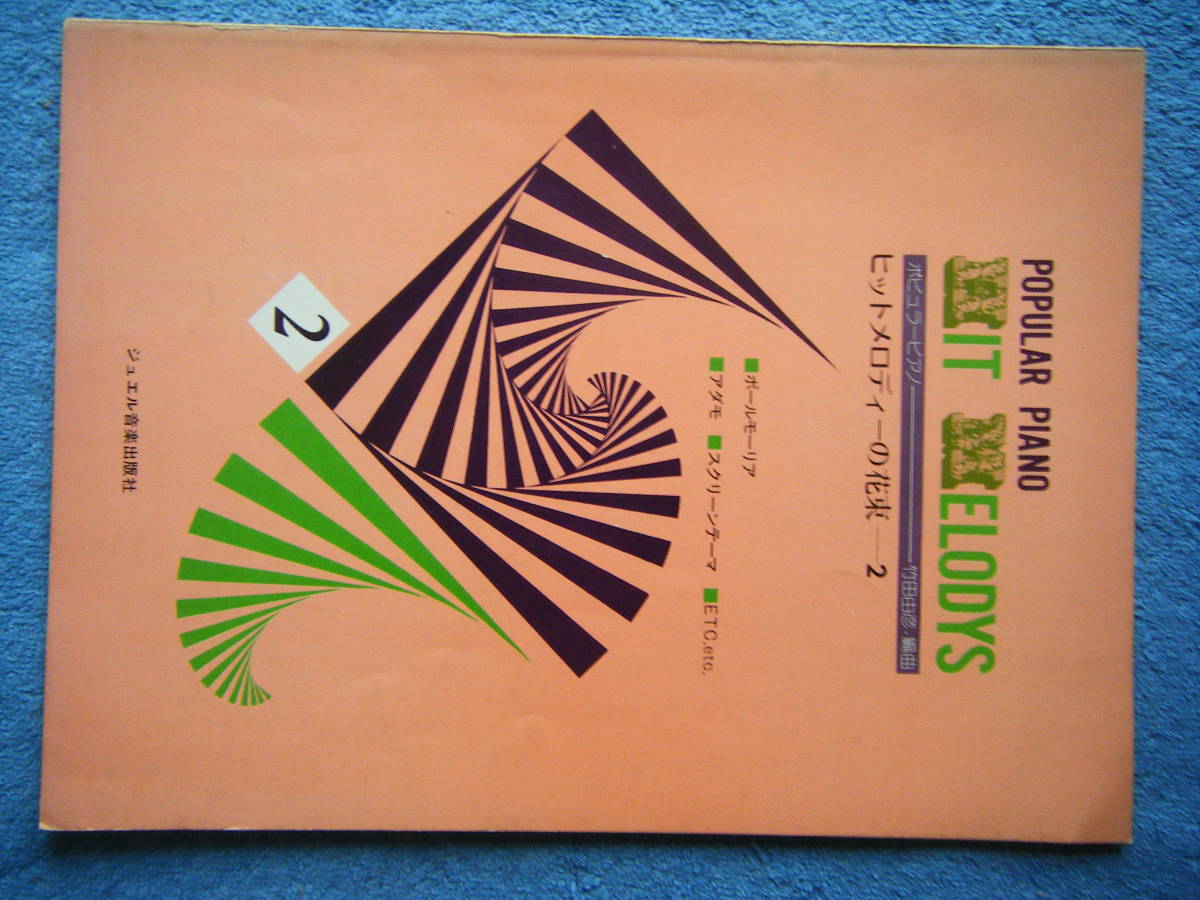 POPULAR PIANO
HIT MELODYS
ポピュラーピアノ――――竹田由彦・編曲
ヒットメロディーの花束―2
■ポールモーリア
■アダモ ■スクリーンテーマ ■ETC,etc,
2
ジュエル音楽出版社